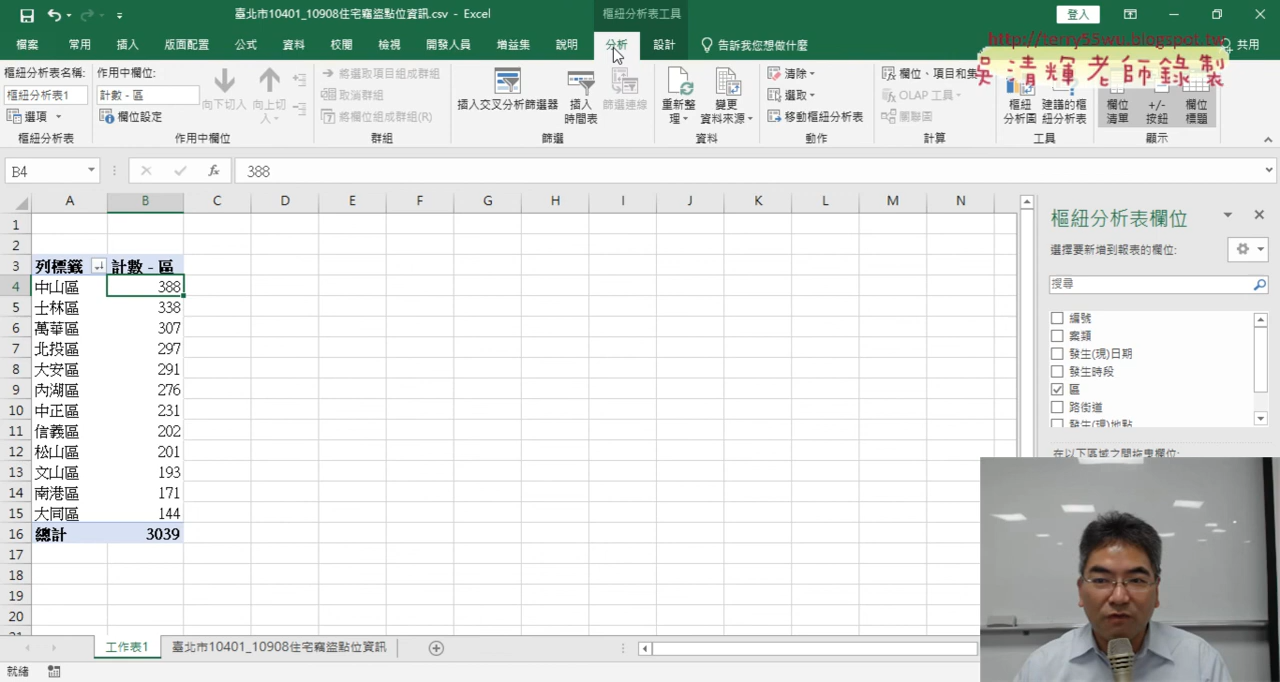 臺北市10401_10908住宅竊盜點位資訊.csv - Excel
樞紐分析表工具
登入
檔案 常用 插入 版面配置 公式 資料 校閱 檢視 開發人員 增益集 說明 分析 設計 告訴我您想做什麼 共用
http://terry55wu.blogspot.tw
吳清輝老師錄製
樞紐分析表名稱:
樞紐分析表1
選項
樞紐分析表
作用中欄位:
計數 - 區
欄位設定
向下切入
向上切入
作用中欄位
將選取項目組成群組
取消群組
將欄位組成群組(R)
群組
插入交叉分析篩選器
插入時間表
篩選連線
篩選
重新整理
變更資料來源
資料
清除
選取
移動樞紐分析表
動作
欄位、項目和集
OLAP 工具
關聯圖
計算
樞紐分析圖
建議的樞紐分析表
工具
欄位清單
+/-按鈕
欄位標題
顯示
B4
fx
388
A B C D E F G H I J K L M N
1
2
3 列標籤 計數 - 區
4 中山區 388
5 士林區 338
6 萬華區 307
7 北投區 297
8 大安區 291
9 內湖區 276
10 中正區 231
11 信義區 202
12 松山區 201
13 文山區 193
14 南港區 171
15 大同區 144
16 總計 3039
17
18
19
20
樞紐分析表欄位
選擇要新增到報表的欄位:
搜尋
編號
案類
發生(現)日期
發生時段
區
路街道
發生(現)地點
在以下區域之間拖曳欄位:
工作表1
臺北市10401_10908住宅竊盜點位資訊
就緒